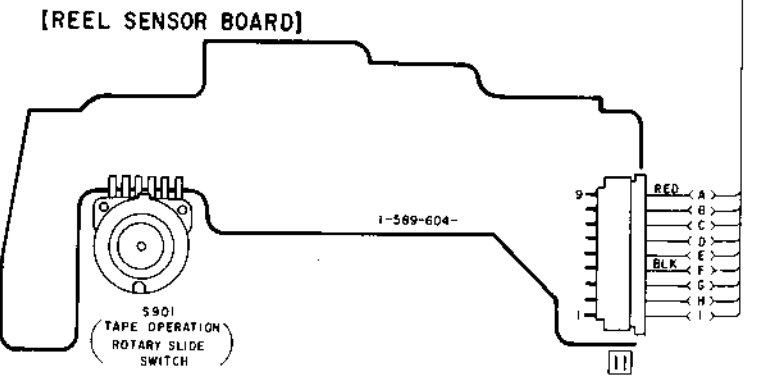 [REEL SENSOR BOARD]
9
RED
A
B
1-589-604-
C
D
E
BLK
F
G
H
1
I
S901
(TAPE OPERATION
ROTARY SLIDE
SWITCH)
11